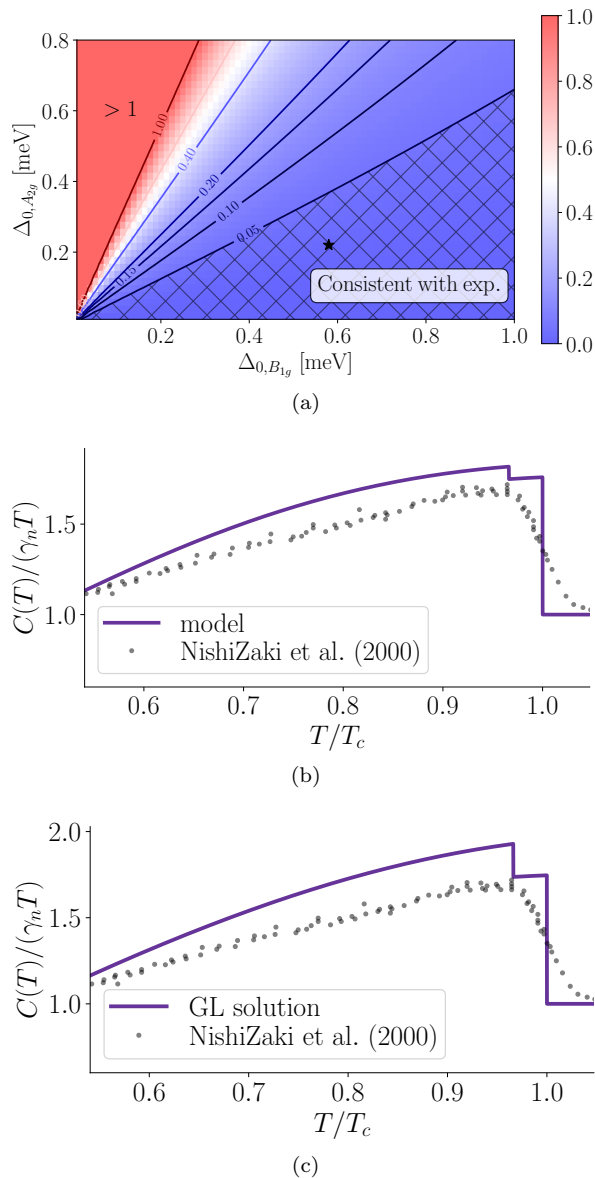 0.8
0.6
0.4
0.2
Δ0,A2g [meV]
> 1
1.00
0.40
0.20
0.10
0.05
0.15
Consistent with exp.
0.2 0.4 0.6 0.8 1.0
Δ0,B1g [meV]
1.0
0.8
0.6
0.4
0.2
0.0
(a)
1.5
1.0
C(T)/(γnT)
model
NishiZaki et al. (2000)
0.6 0.7 0.8 0.9 1.0
T/Tc
(b)
2.0
1.5
1.0
C(T)/(γnT)
GL solution
NishiZaki et al. (2000)
0.6 0.7 0.8 0.9 1.0
T/Tc
(c)